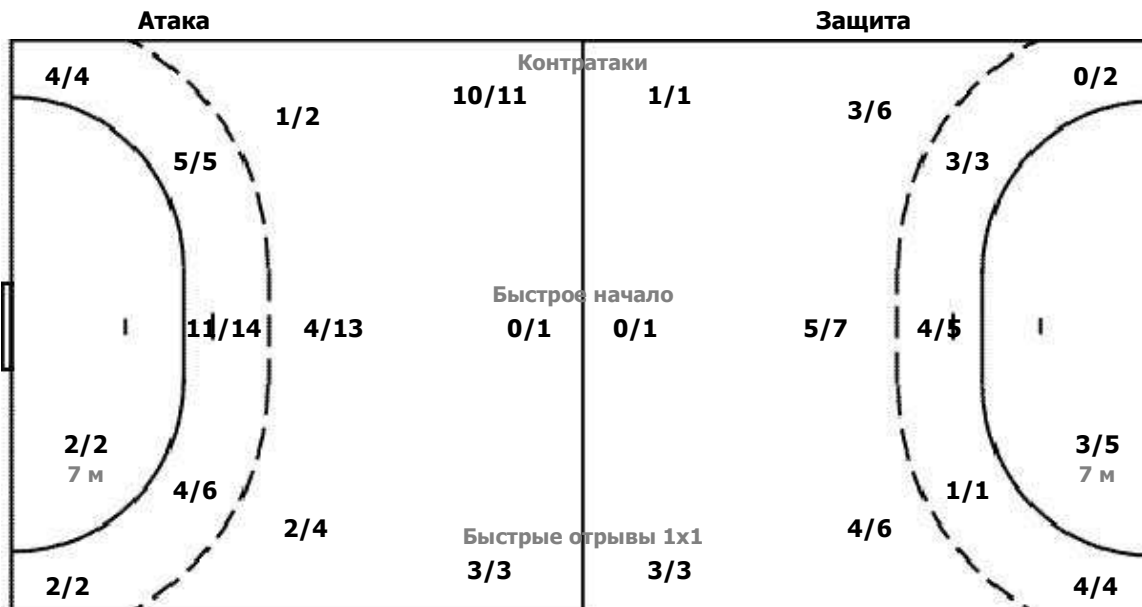 Атака Защита
Контратаки
4/4 10/11 1/1 0/2
1/2 3/6
5/5 3/3
Быстрое начало
11/14 4/13 0/1 0/1 5/7 4/5
2/2 3/5
7 м 7 м
4/6 1/1
2/4 4/6
Быстрые отрывы 1x1
3/3 3/3
2/2 4/4